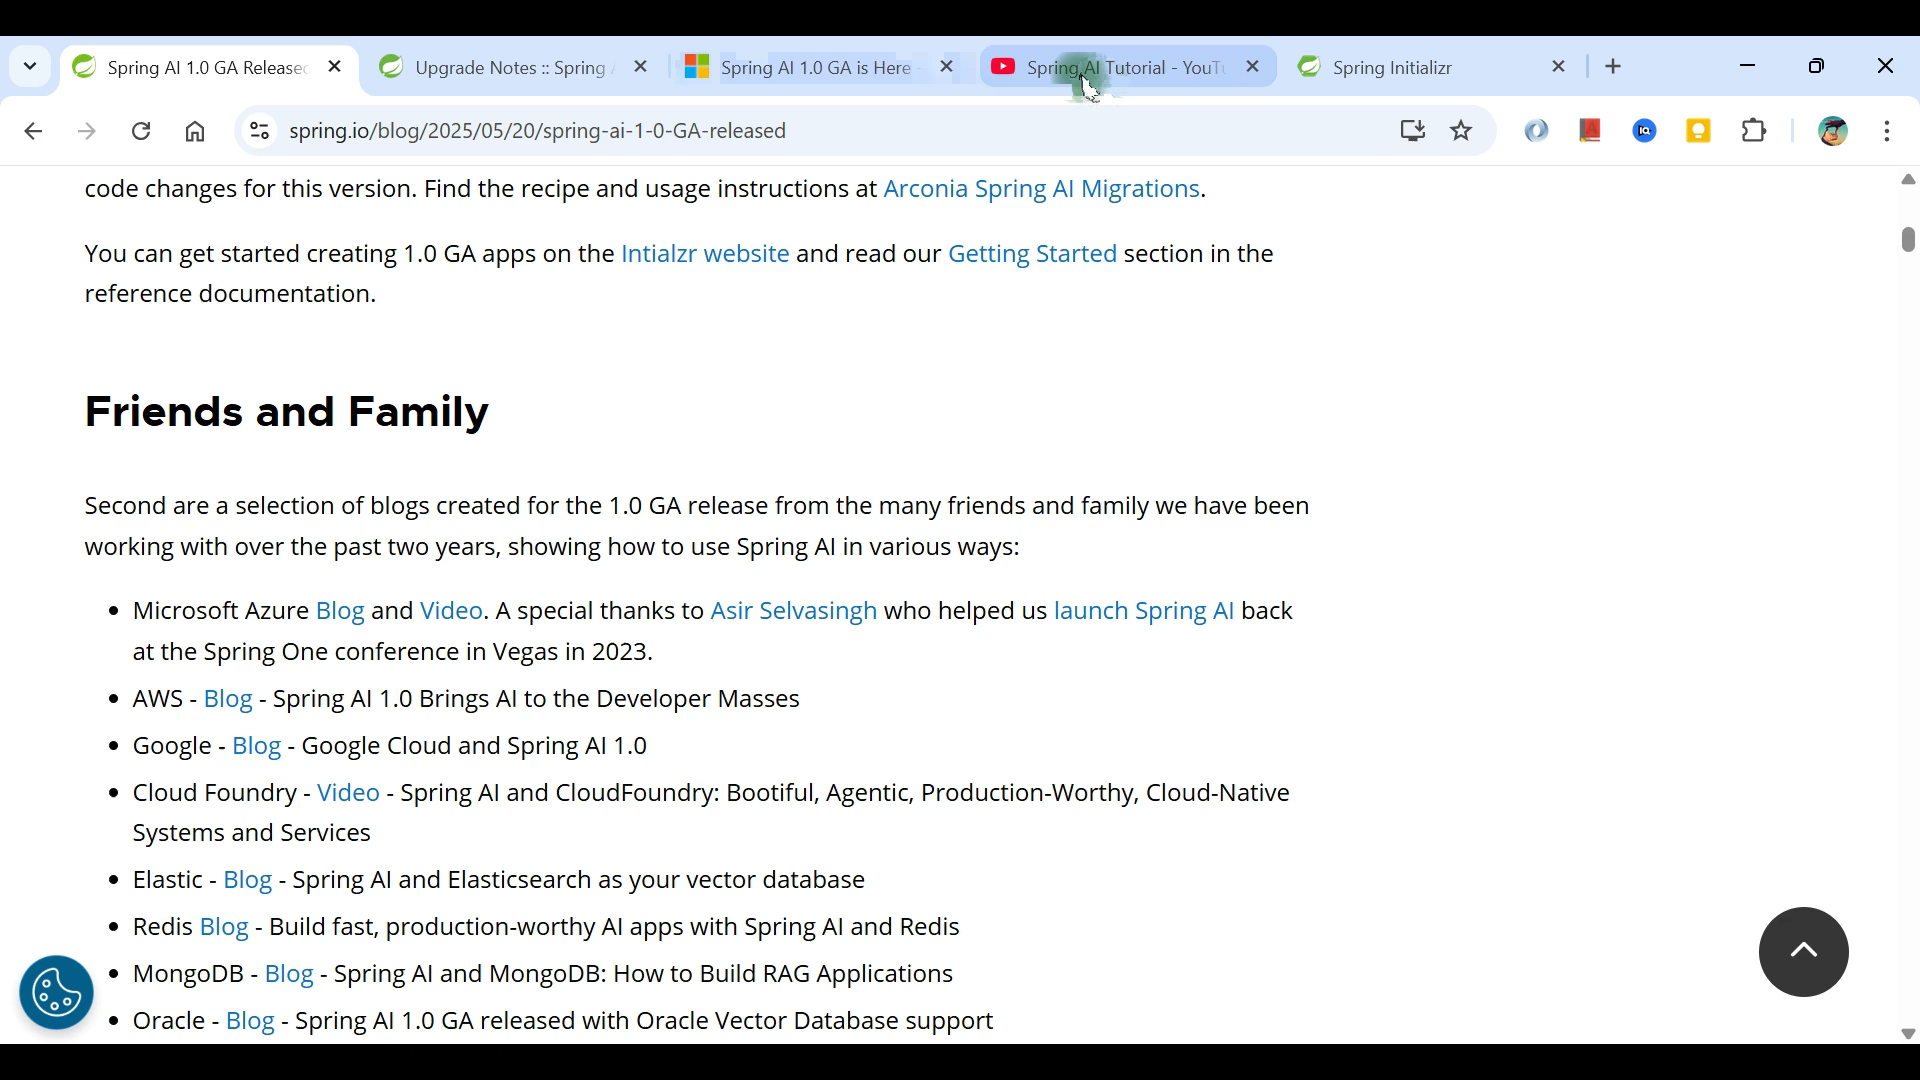 Spring AI 1.0 GA Released
Upgrade Notes :: Spring
Spring AI 1.0 GA is Here
Spring AI Tutorial - YouTu
Spring Initializr
spring.io/blog/2025/05/20/spring-ai-1-0-GA-released
IQ
code changes for this version. Find the recipe and usage instructions at Arconia Spring AI Migrations.
You can get started creating 1.0 GA apps on the Intialzr website and read our Getting Started section in the
reference documentation.
Friends and Family
Second are a selection of blogs created for the 1.0 GA release from the many friends and family we have been
working with over the past two years, showing how to use Spring AI in various ways:
• Microsoft Azure Blog and Video. A special thanks to Asir Selvasingh who helped us launch Spring AI back
at the Spring One conference in Vegas in 2023.
• AWS - Blog - Spring AI 1.0 Brings AI to the Developer Masses
• Google - Blog - Google Cloud and Spring AI 1.0
• Cloud Foundry - Video - Spring AI and CloudFoundry: Bootiful, Agentic, Production-Worthy, Cloud-Native
Systems and Services
• Elastic - Blog - Spring AI and Elasticsearch as your vector database
• Redis Blog - Build fast, production-worthy AI apps with Spring AI and Redis
• MongoDB - Blog - Spring AI and MongoDB: How to Build RAG Applications
• Oracle - Blog - Spring AI 1.0 GA released with Oracle Vector Database support